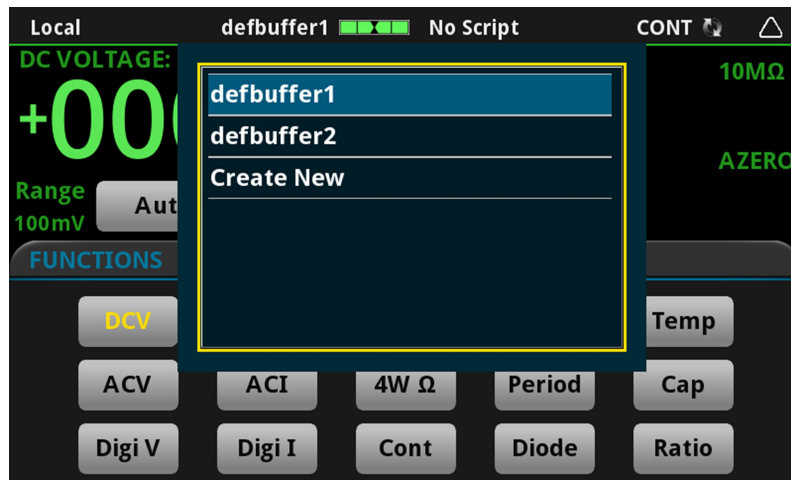 Local defbuffer1 No Script CONT
DC VOLTAGE:
defbuffer1
10MΩ
+000
defbuffer2
AZERO
Create New
Range
Aut
100mV
FUNCTIONS
DCV Temp
ACV ACI 4W Ω Period Cap
Digi V Digi I Cont Diode Ratio